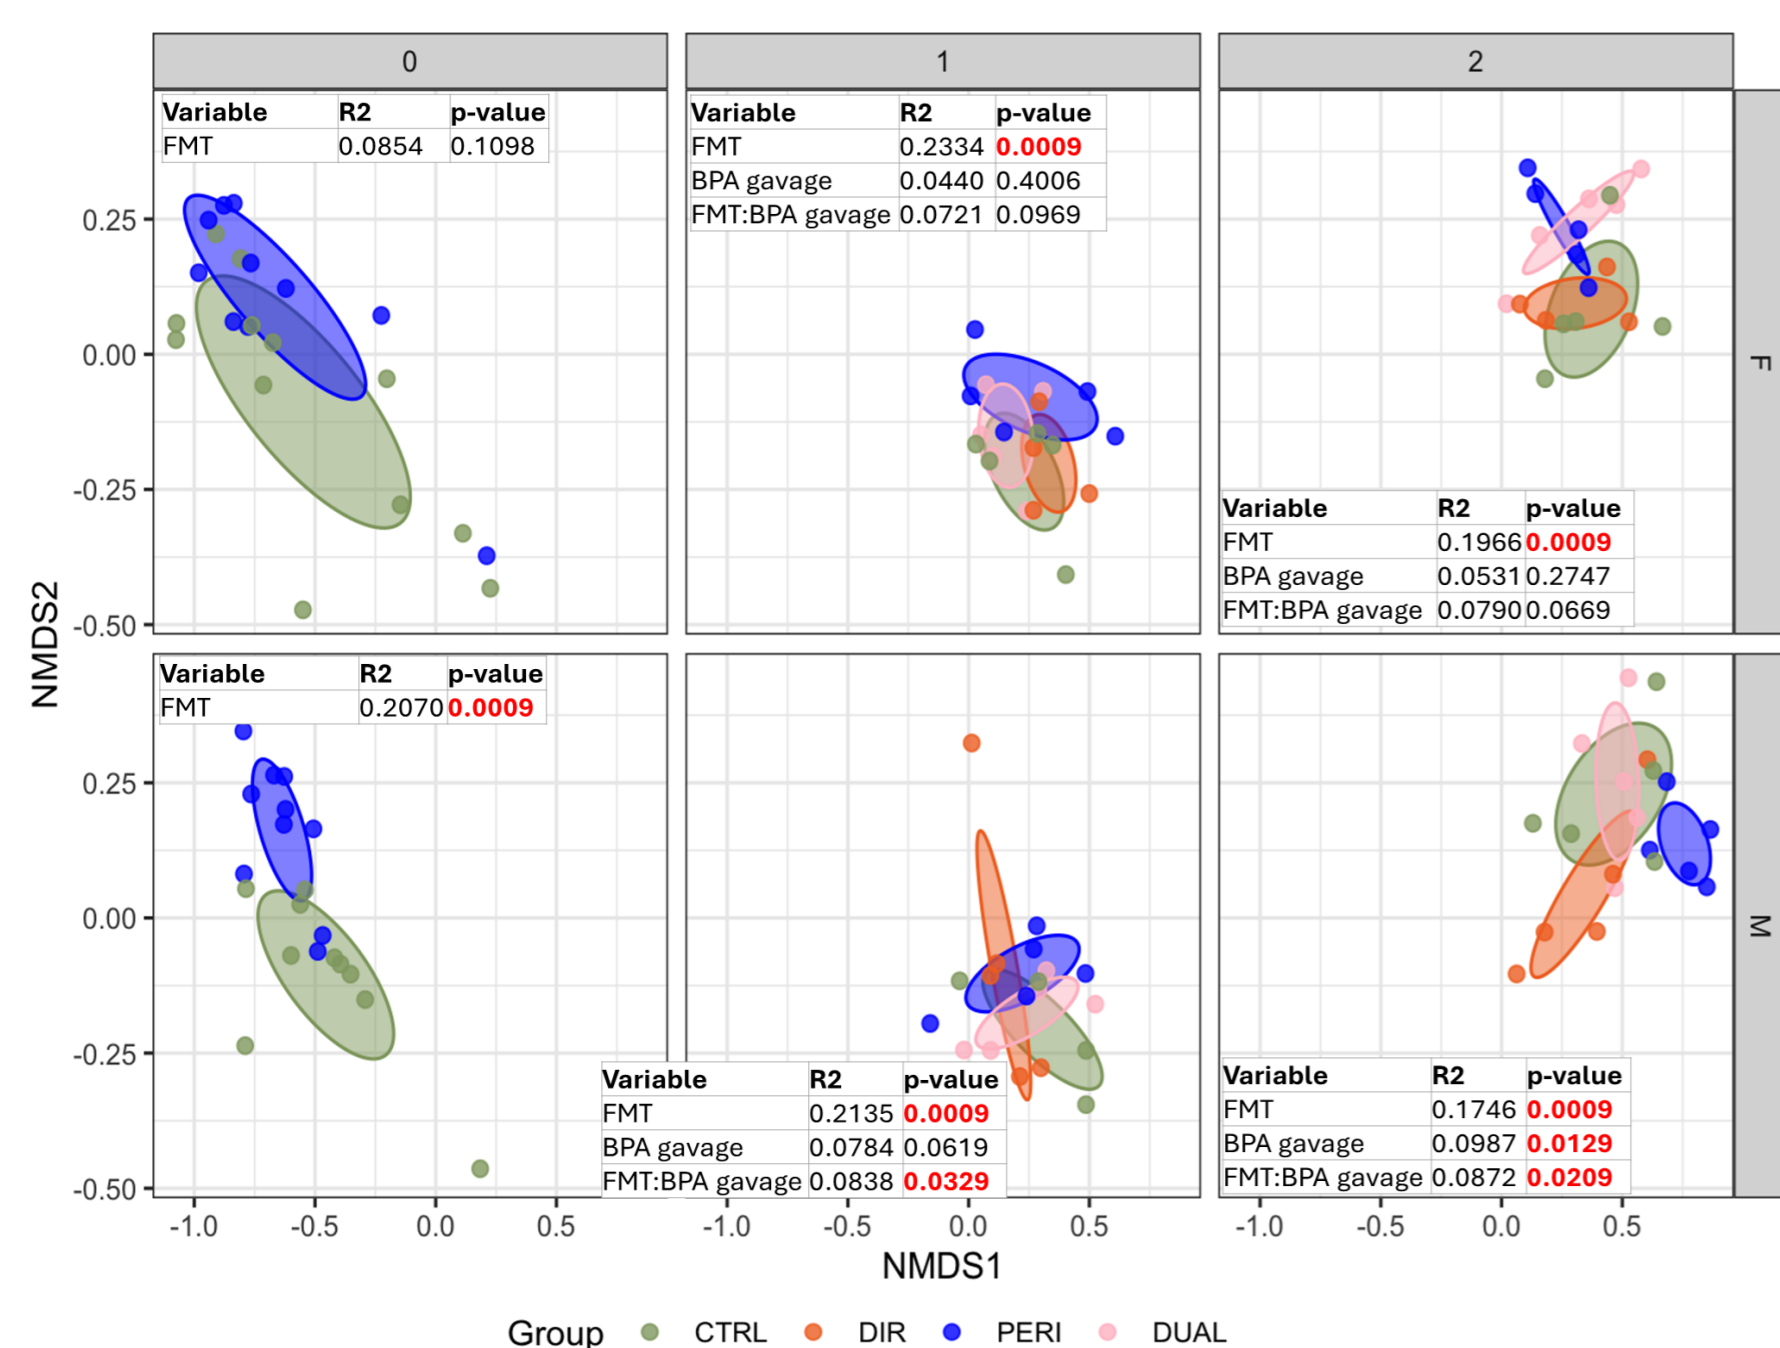 0 1 2
Variable R2 p-value
FMT 0.0854 0.1098
Variable R2 p-value
FMT 0.2334 0.0009
BPA gavage 0.0440 0.4006
FMT:BPA gavage 0.0721 0.0969
Variable R2 p-value
FMT 0.1966 0.0009
BPA gavage 0.0531 0.2747
FMT:BPA gavage 0.0790 0.0669
F
0.25
0.00
-0.25
-0.50
NMDS2
Variable R2 p-value
FMT 0.2070 0.0009
Variable R2 p-value
FMT 0.2135 0.0009
BPA gavage 0.0784 0.0619
FMT:BPA gavage 0.0838 0.0329
Variable R2 p-value
FMT 0.1746 0.0009
BPA gavage 0.0987 0.0129
FMT:BPA gavage 0.0872 0.0209
M
0.25
0.00
-0.25
-0.50
-1.0 -0.5 0.0 0.5 -1.0 -0.5 0.0 0.5 -1.0 -0.5 0.0 0.5
NMDS1
Group CTRL DIR PERI DUAL